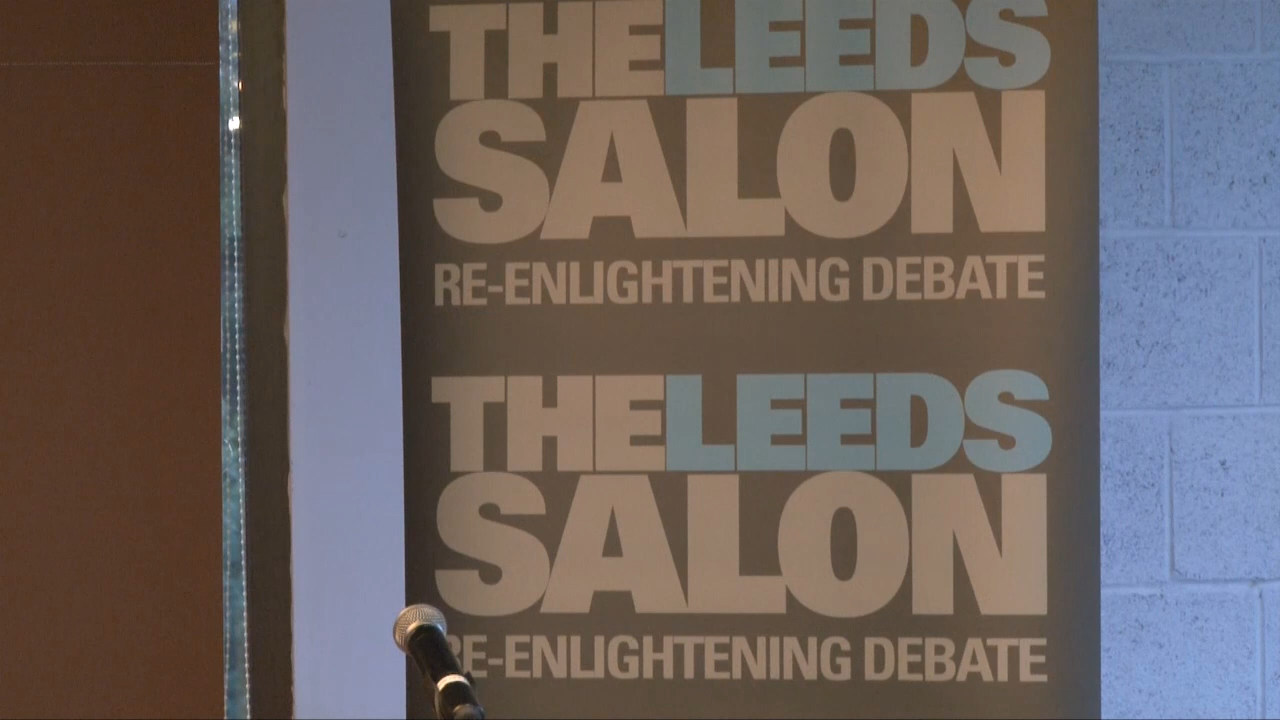 THELEEDS
SALON
RE-ENLIGHTENING DEBATE
THELEEDS
SALON
RE-ENLIGHTENING DEBATE